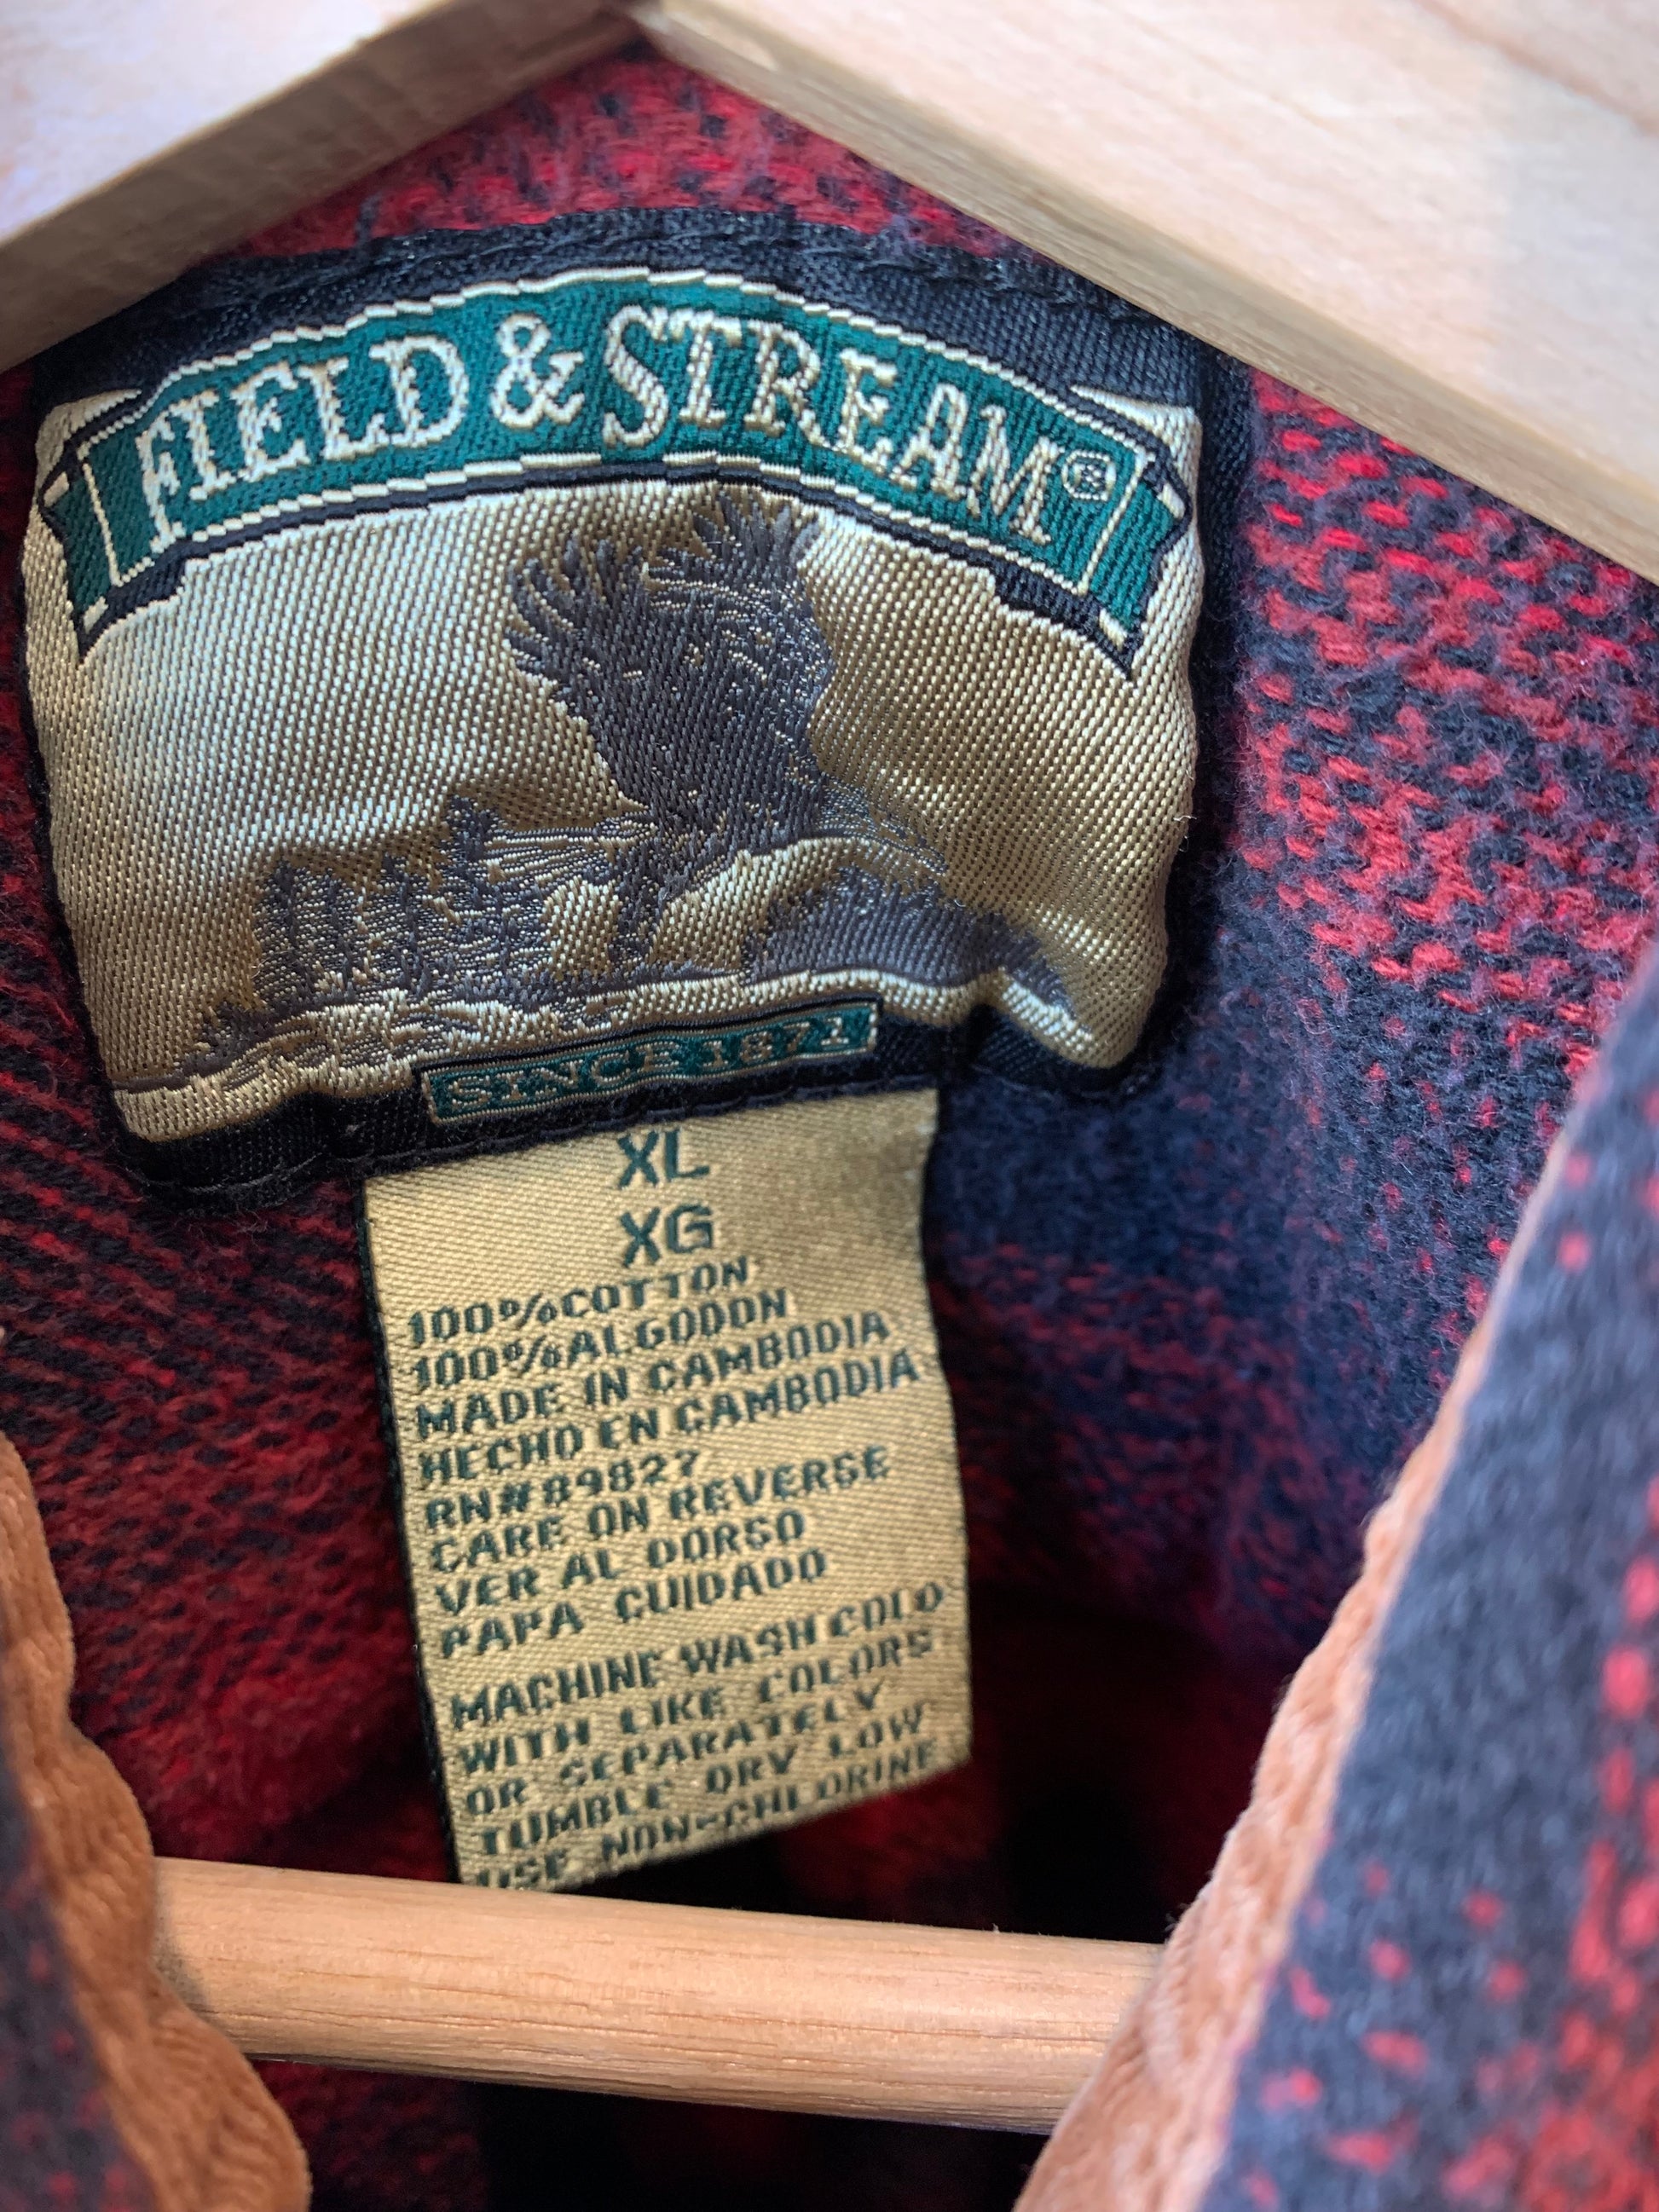 FIELD & STREAM®
SINCE 1871
XL
XG
100%COTTON
100%ALGODON
MADE IN CAMBODIA
HECHO EN CAMBODIA
RN#89827
CARE ON REVERSE
VER AL DORSO
PAPA CUIDADO
MACHINE WASH COLD
WITH LIKE COLORS
OR SEPARATELY
TUMBLE DRY LOW
USE NON-CHLORINE